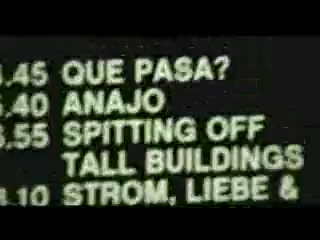 .45 QUE PASA?
.40 ANAJO
.55 SPITTING OFF
TALL BUILDINGS
.10 STROM, LIEBE &